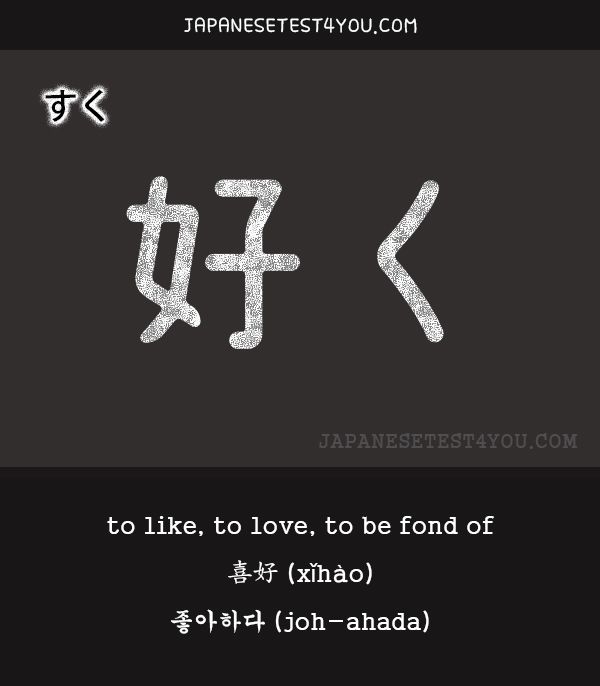 JAPANESETEST4YOU.COM
すく
好く
JAPANESETEST4YOU.COM
to like, to love, to be fond of
喜好 (xǐhào)
좋아하다 (joh-ahada)